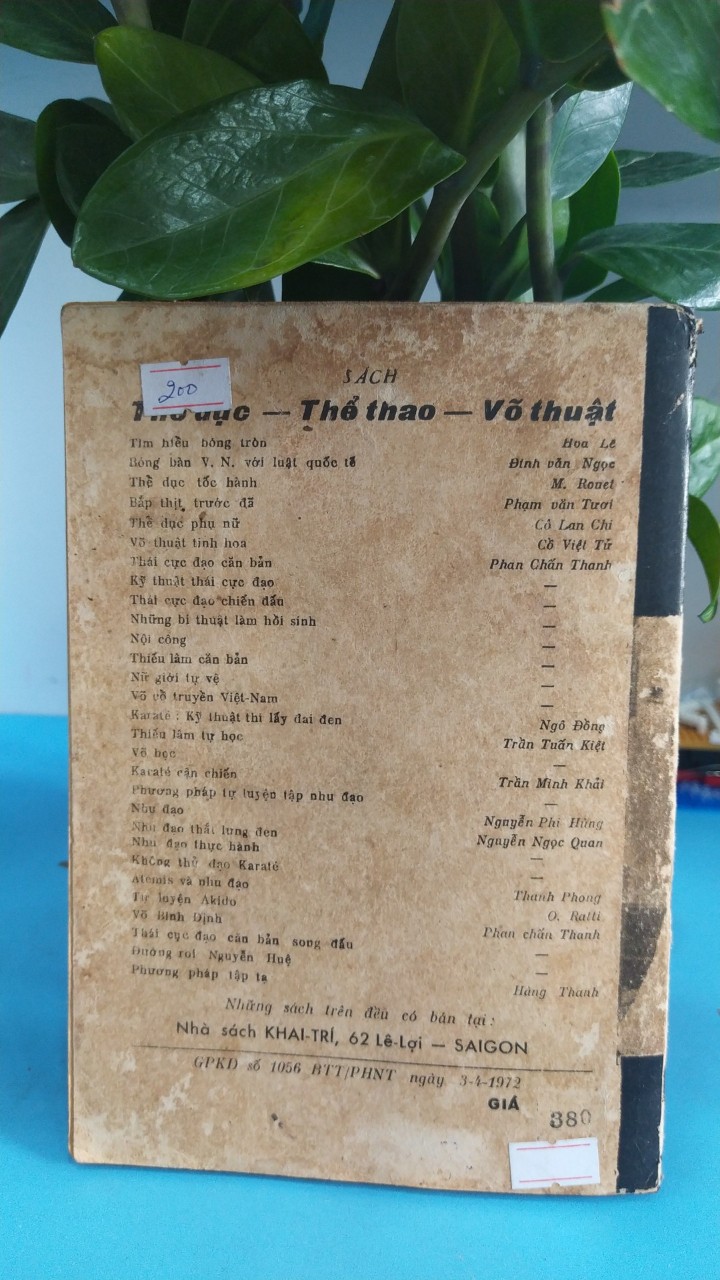 200
SÁCH
Thể dục — Thể thao — Võ thuật
Tìm hiểu bóng tròn Họa Lê
Bóng bàn V. N. với luật quốc tế Đinh văn Ngọc
Thể dục tốc hành M. Rouet
Bắp thịt trước đã Phạm văn Tươi
Thể dục phụ nữ Cô Lan Chi
Võ thuật tinh hoa Cồ Việt Tử
Thái cực đạo căn bản Phan Chấn Thanh
Kỹ thuật thái cực đạo —
Thái cực đạo chiến đấu —
Những bí thuật làm hồi sinh —
Nội công —
Thiếu lâm căn bản —
Nữ giới tự vệ —
Võ cổ truyền Việt-Nam —
Karaté : Kỹ thuật thi lấy đai đen Ngô Đồng
Thiếu lâm tự học Trần Tuấn Kiệt
Võ học —
Karaté cận chiến Trần Minh Khải
Phương pháp tự luyện tập nhu đạo —
Nhu đạo Nguyễn Phi Hùng
Nhu đạo thắt lưng đen Nguyễn Ngọc Quan
Nhu đạo thực hành —
Không thủ đạo Karaté —
Atemis và nhu đạo Thanh Phong
Tự luyện Akido O. Ratti
Võ Bình Định Phan chấn Thanh
Thái cực đạo căn bản song đấu —
Đường roi Nguyễn Huệ —
Phương pháp tập tạ Hàng Thanh
Những sách trên đều có bán tại :
Nhà sách KHAI-TRÍ, 62 Lê-Lợi — SAIGON
GPKD số 1056 BTT/PHNT ngày 3-4-1972
GIÁ
380